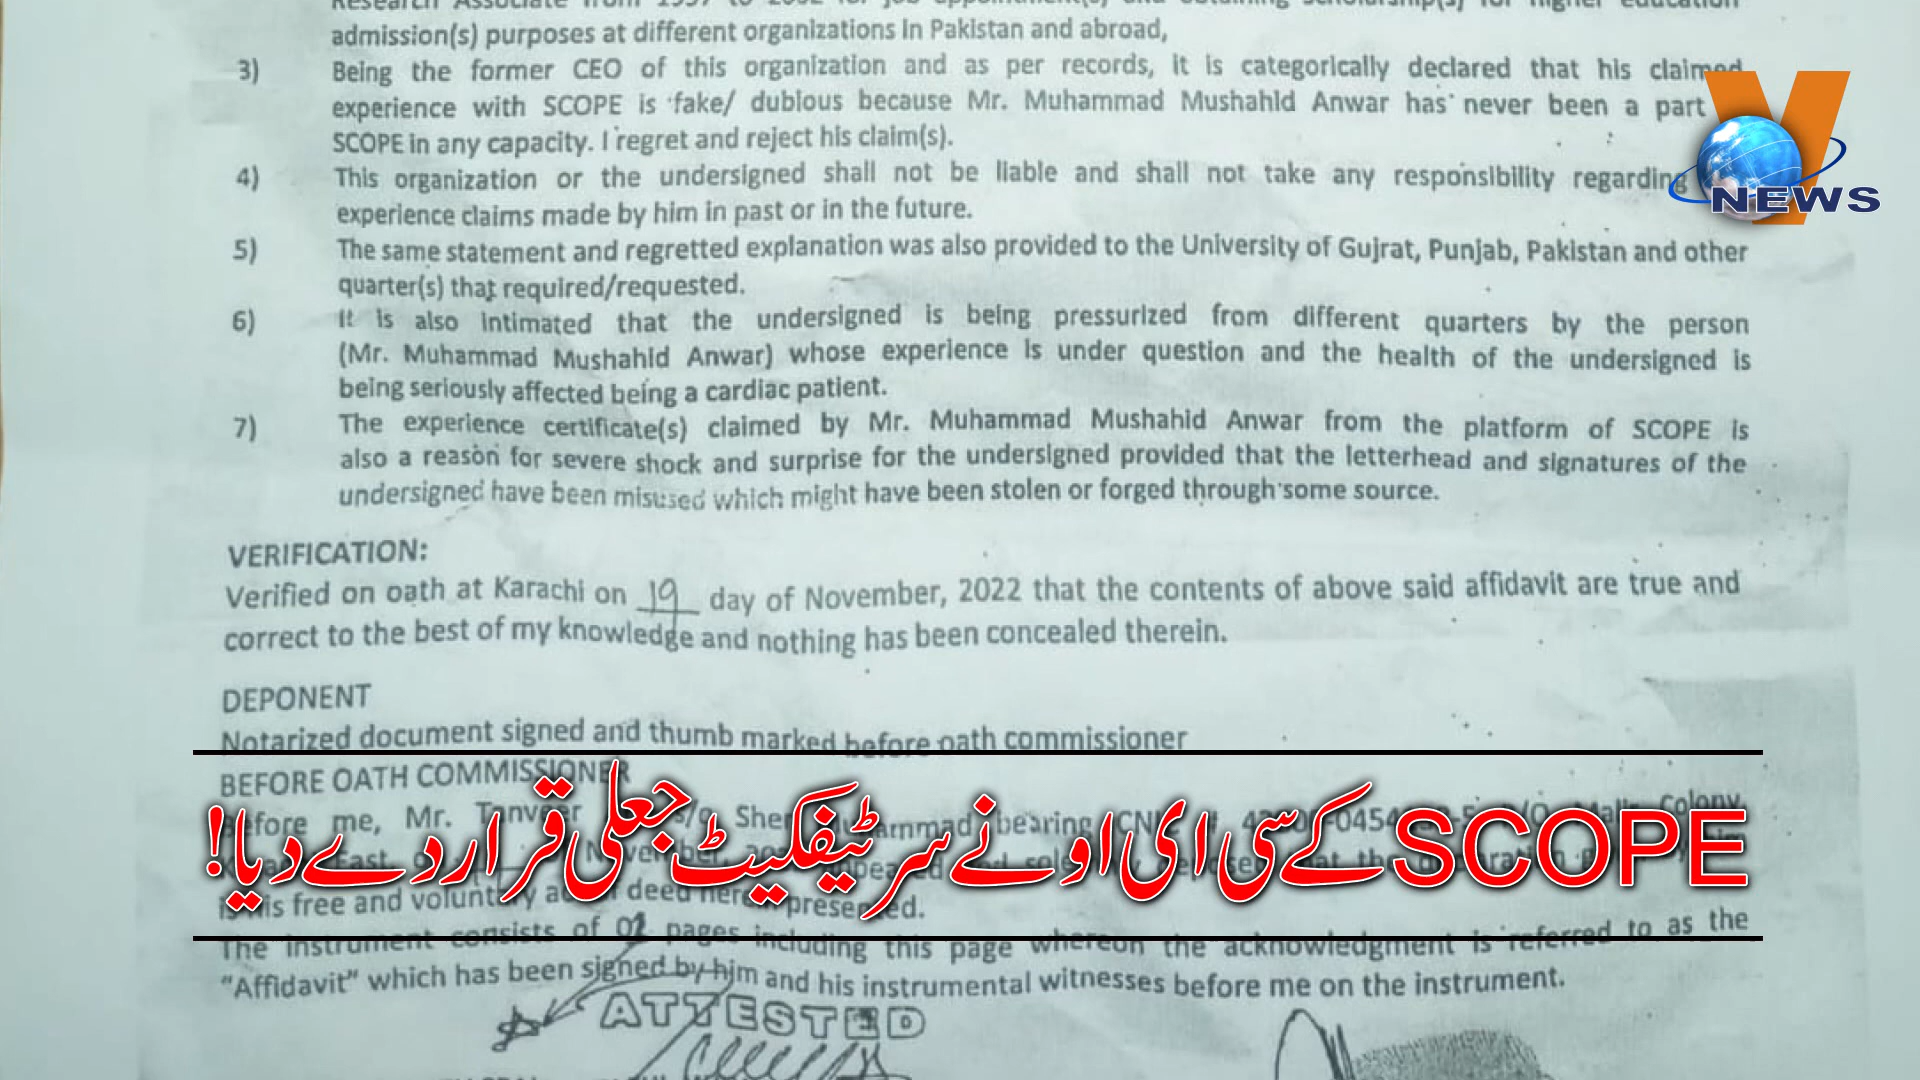 admission(s) purposes at different organizations in Pakistan and abroad,
3) Being the former CEO of this organization and as per records, it is categorically declared that his claimed
experience with SCOPE is fake/ dubious because Mr. Muhammad Mushahid Anwar has never been a part
SCOPE in any capacity. I regret and reject his claim(s).
4) This organization or the undersigned shall not be liable and shall not take any responsibility regarding
experience claims made by him in past or in the future.
5) The same statement and regretted explanation was also provided to the University of Gujrat, Punjab, Pakistan and other
quarter(s) that required/requested.
6) It is also intimated that the undersigned is being pressurized from different quarters by the person
(Mr. Muhammad Mushahid Anwar) whose experience is under question and the health of the undersigned is
being seriously affected being a cardiac patient.
7) The experience certificate(s) claimed by Mr. Muhammad Mushahid Anwar from the platform of SCOPE is
also a reason for severe shock and surprise for the undersigned provided that the letterhead and signatures of the
undersigned have been misused which might have been stolen or forged through some source.
VERIFICATION:
Verified on oath at Karachi on 19 day of November, 2022 that the contents of above said affidavit are true and
correct to the best of my knowledge and nothing has been concealed therein.
DEPONENT
Notarized document signed and thumb marked before oath commissioner
BEFORE OATH COMMISSIONER
Before me, Mr. Tanveer bearing Colony,
SCOPE کے سی ای او نے سرٹیفکیٹ جعلی قرار دے دیا!
is his free and voluntary deed presented.
The instrument consists of pages including this page whereon the acknowledgment is referred to as the
"Affidavit" which has been signed by him and his instrumental witnesses before me on the instrument.
ATTESTED
V NEWS